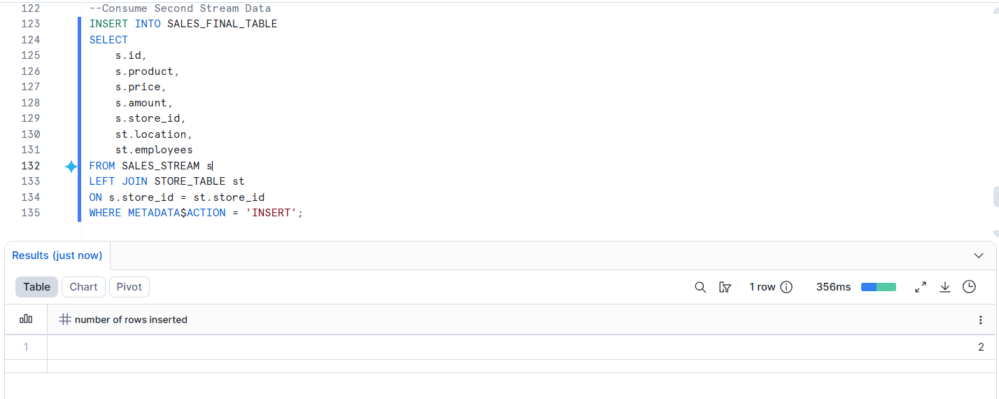 122 --Consume Second Stream Data
123 INSERT INTO SALES_FINAL_TABLE
124 SELECT
125 s.id,
126 s.product,
127 s.price,
128 s.amount,
129 s.store_id,
130 st.location,
131 st.employees
132 FROM SALES_STREAM s
133 LEFT JOIN STORE_TABLE st
134 ON s.store_id = st.store_id
135 WHERE METADATA$ACTION = 'INSERT';
Results (just now)
Table Chart Pivot 1 row 356ms
number of rows inserted
1 2